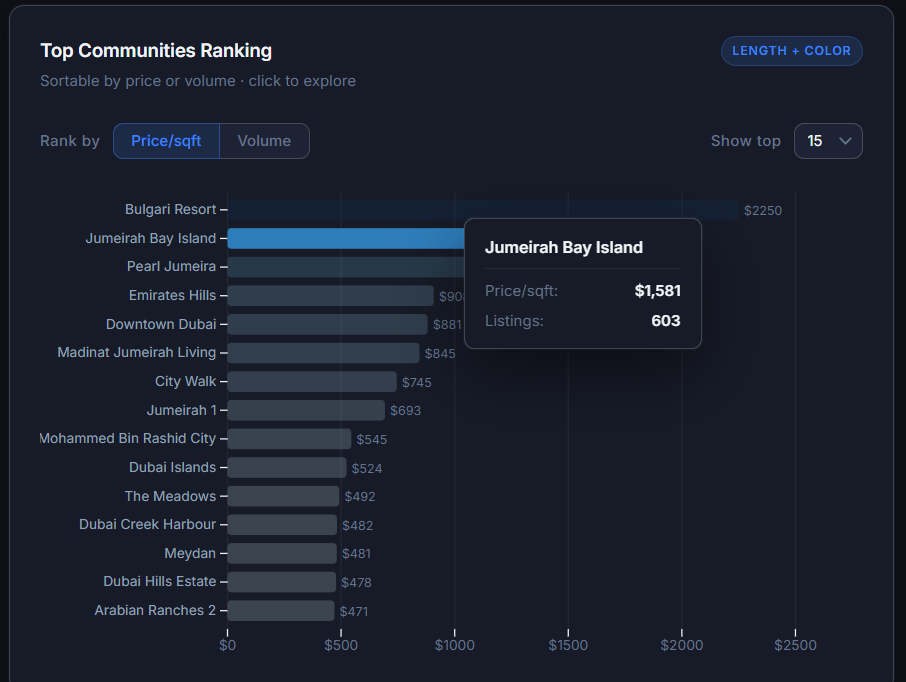 Top Communities Ranking
LENGTH + COLOR
Sortable by price or volume · click to explore
Rank by Price/sqft Volume
Show top 15
Bulgari Resort $2250
Jumeirah Bay Island
Pearl Jumeira
Emirates Hills
Downtown Dubai $881
Madinat Jumeirah Living $845
City Walk $745
Jumeirah 1 $693
Mohammed Bin Rashid City $545
Dubai Islands $524
The Meadows $492
Dubai Creek Harbour $482
Meydan $481
Dubai Hills Estate $478
Arabian Ranches 2 $471
$0 $500 $1000 $1500 $2000 $2500
Jumeirah Bay Island
Price/sqft: $1,581
Listings: 603